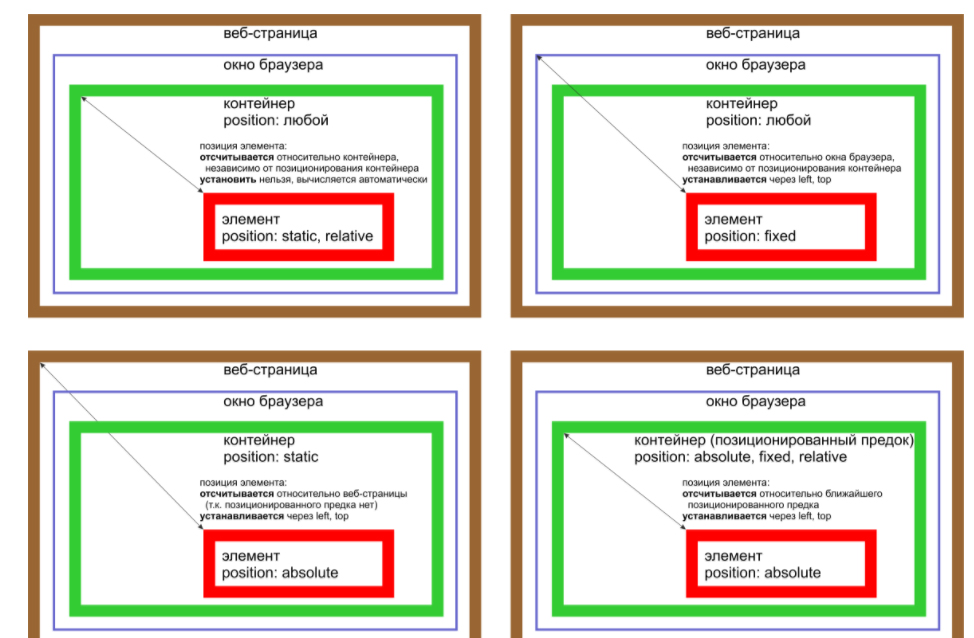 веб-страница
окно браузера
контейнер
position: любой
позиция элемента:
отсчитывается относительно контейнера,
независимо от позиционирования контейнера
установить нельзя, вычисляется автоматически
элемент
position: static, relative
веб-страница
окно браузера
контейнер
position: любой
позиция элемента:
отсчитывается относительно окна браузера,
независимо от позиционирования контейнера
устанавливается через left, top
элемент
position: fixed
веб-страница
окно браузера
контейнер
position: static
позиция элемента:
отсчитывается относительно веб-страницы
(т.к. позиционированного предка нет)
устанавливается через left, top
элемент
position: absolute
веб-страница
окно браузера
контейнер (позиционированный предок)
position: absolute, fixed, relative
позиция элемента:
отсчитывается относительно ближайшего
позиционированного предка
устанавливается через left, top
элемент
position: absolute